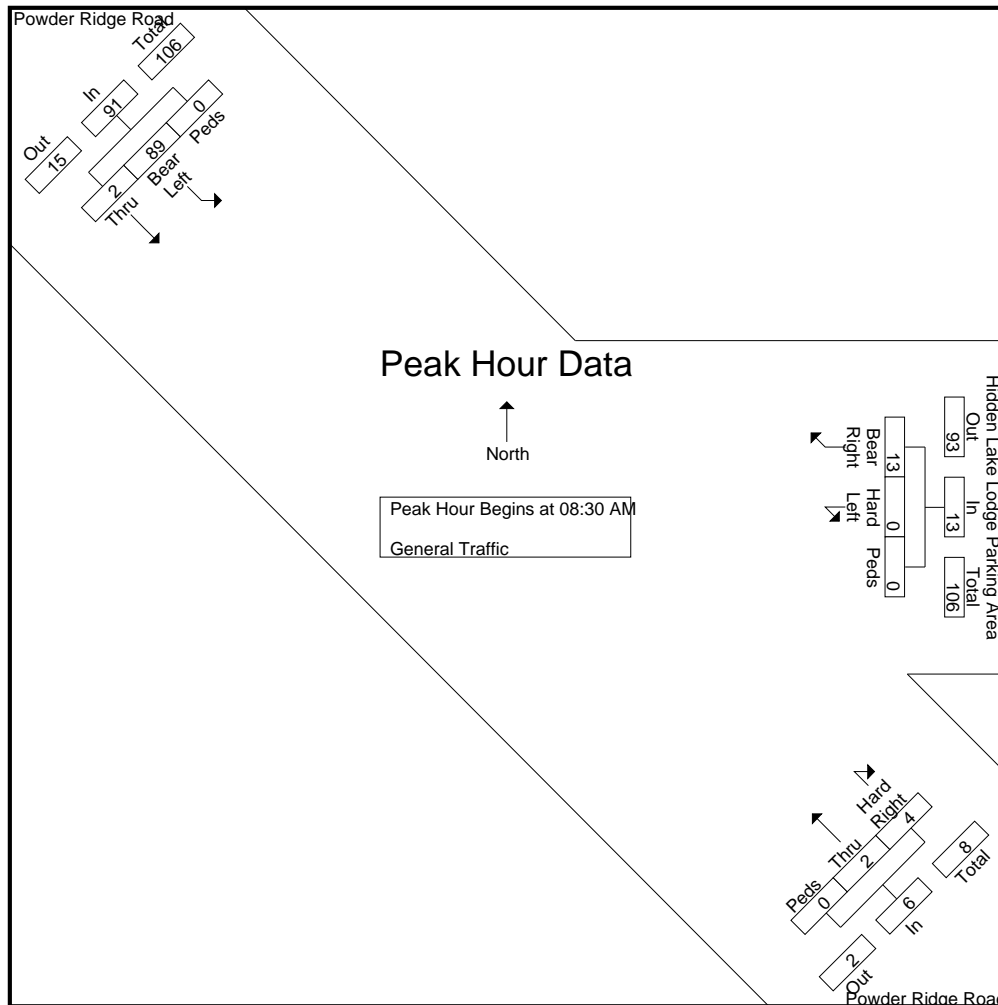 Powder Ridge Road
Out
In
Total
15
91
106
2
89
0
Thru
Bear
Left
Peds
Peak Hour Data
North
Peak Hour Begins at 08:30 AM
General Traffic
Hidden Lake Lodge Parking Area
Out
In
Total
93
13
106
13
0
0
Bear
Right
Hard
Left
Peds
Hard
Right
Thru
Peds
4
2
0
8
Total
6
In
2
Out
Powder Ridge Road